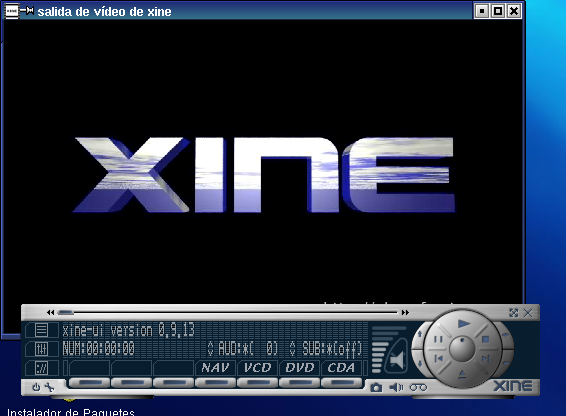 salida de vídeo de xine
XINE
xine-ui version 0,9,13
NUM:00:00:00
AUD:*( 0)
SUB:*(off)
://
NAV VCD DVD CDA
XINE
Instalador de Paquetes